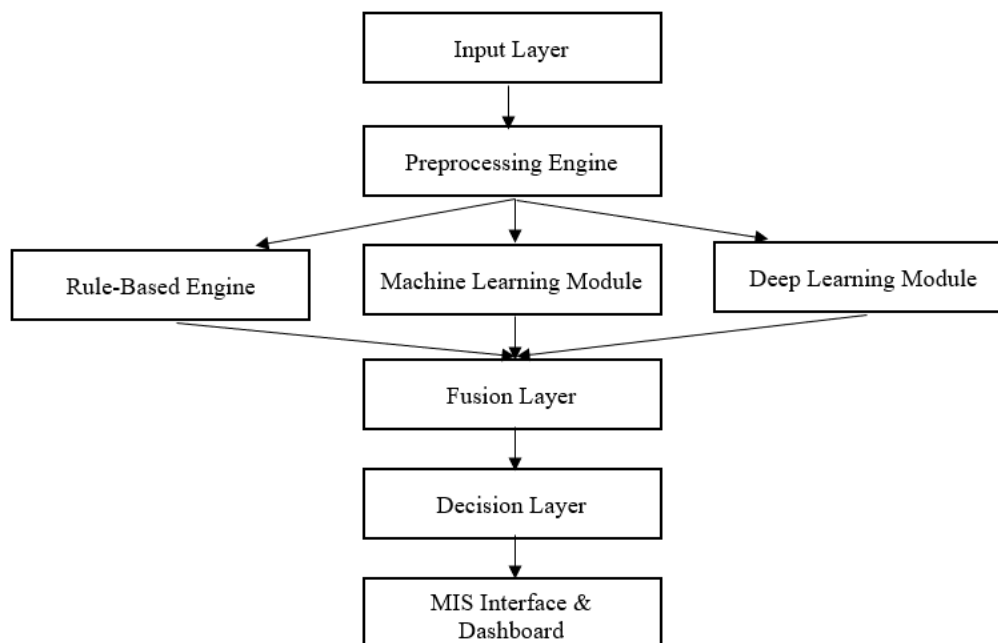 Input Layer
Preprocessing Engine
Rule-Based Engine
Machine Learning Module
Deep Learning Module
Fusion Layer
Decision Layer
MIS Interface &
Dashboard